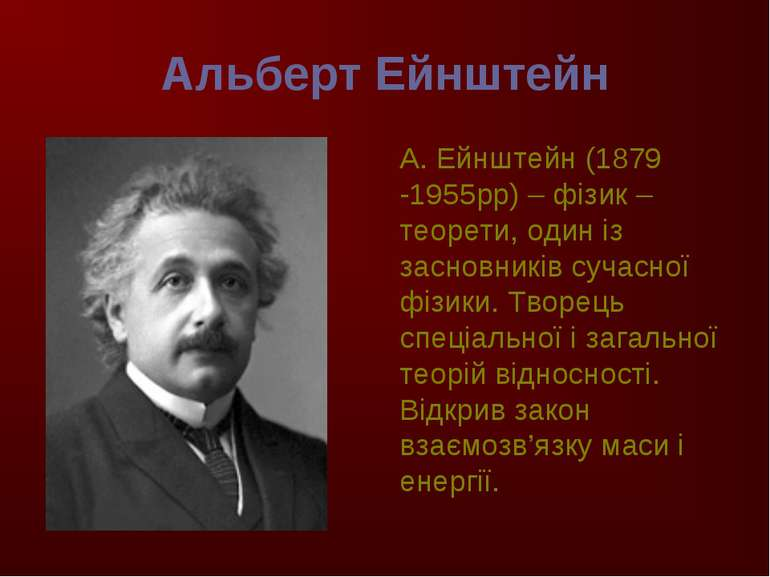 Альберт Ейнштейн
А. Ейнштейн (1879
-1955рр) – фізик –
теорети, один із
засновників сучасної
фізики. Творець
спеціальної і загальної
теорій відносності.
Відкрив закон
взаємозв’язку маси і
енергії.